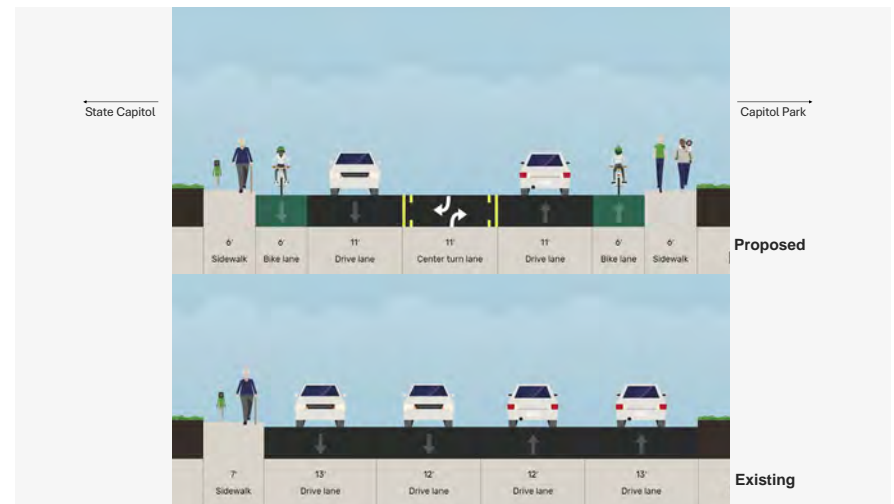 State Capitol
Capitol Park
6' 6' 11' 11' 11' 6' 6'
Sidewalk Bike lane Drive lane Center turn lane Drive lane Bike lane Sidewalk
Proposed
7' 13' 12' 12' 13'
Sidewalk Drive lane Drive lane Drive lane Drive lane
Existing